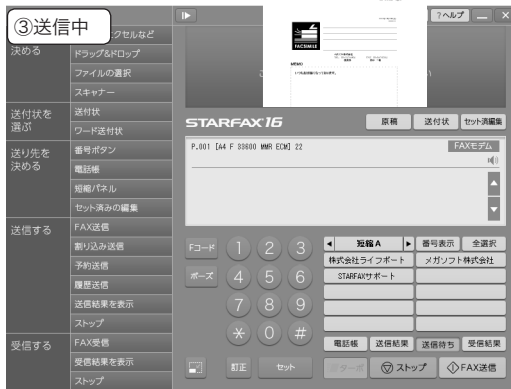 ③送信中
?ヘルプ
クセルなど
決める
ドラッグ&ドロップ
ファイルの選択
スキャナー
FACSIMILE
MEMO
送付状を
選ぶ
送付状
ワード送付状
送り先を
決める
番号ボタン
電話帳
短縮パネル
セット済みの編集
送信する
FAX送信
割り込み送信
予約送信
履歴送信
送信結果を表示
ストップ
受信する
FAX受信
受信結果を表示
ストップ
STARFAX'16
原稿
送付状
セット済編集
P.001 [A4 F 33600 MMR ECM] 22
FAXモデム
Fコード
1 2 3
ポーズ
4 5 6
7 8 9
* 0 #
訂正
セット
短縮A
番号表示
全選択
株式会社ライフボート
メガソフト株式会社
STARFAXサポート
電話帳
送信結果
送信待ち
受信結果
ストップ
FAX送信